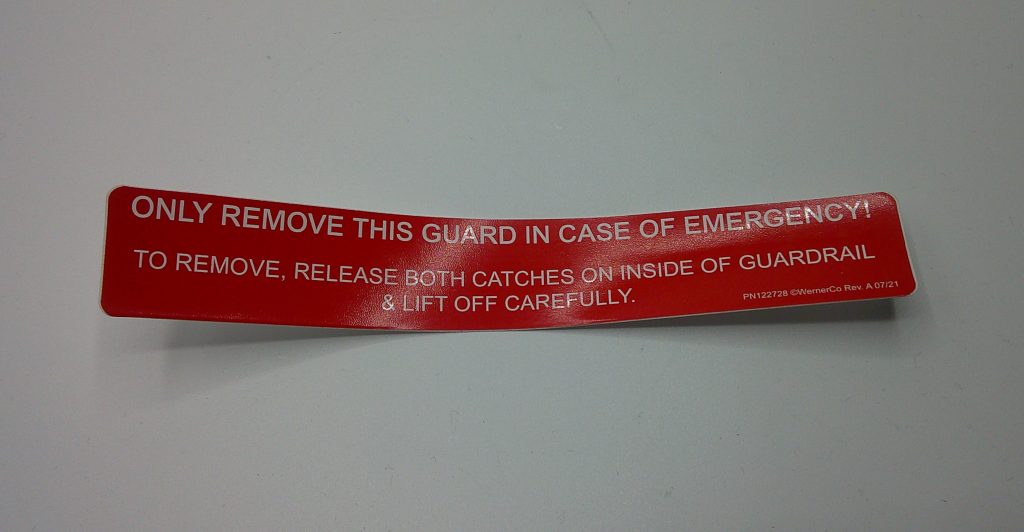 ONLY REMOVE THIS GUARD IN CASE OF EMERGENCY!
TO REMOVE, RELEASE BOTH CATCHES ON INSIDE OF GUARDRAIL
& LIFT OFF CAREFULLY.
PN122728 ©WernerCo Rev. A 07/21